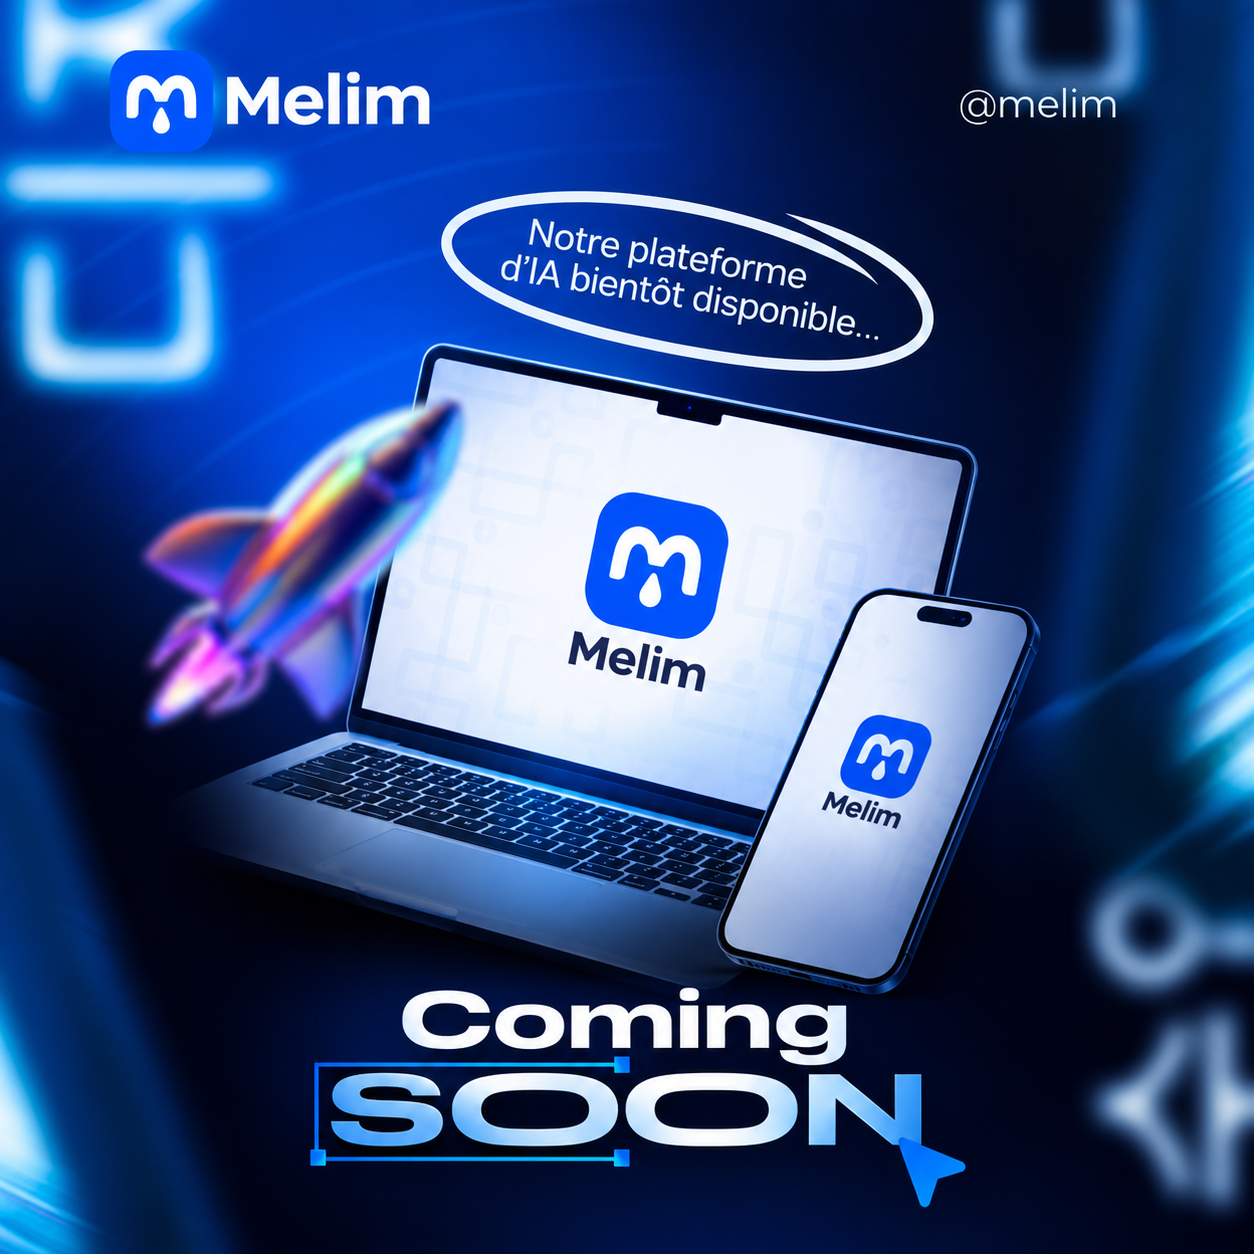 Melim
@melim
Notre plateforme
d'IA bientôt disponible...
Melim
Melim
Coming
SOON